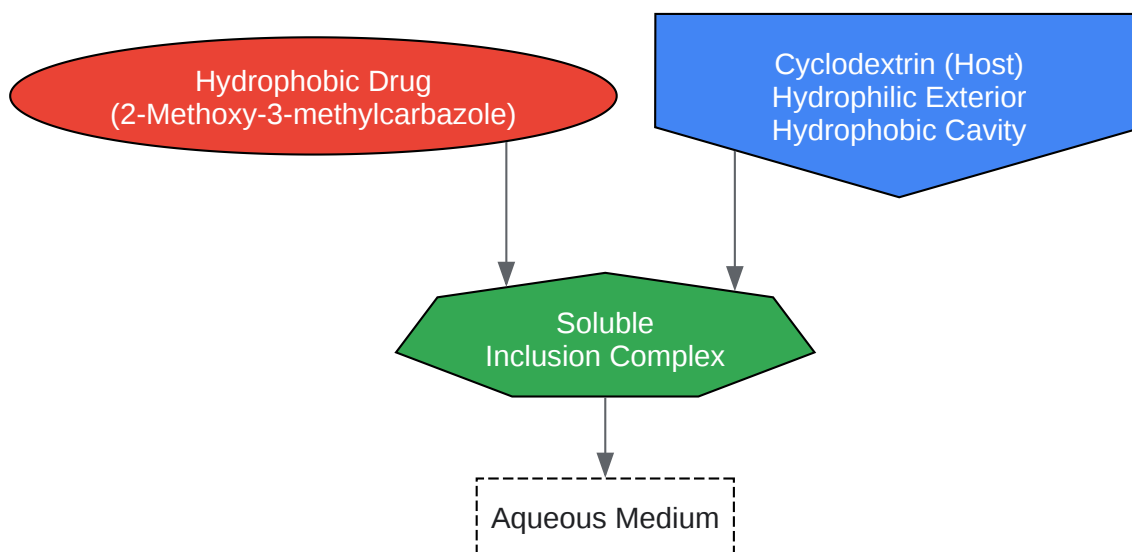 Hydrophobic Drug
(2-Methoxy-3-methylcarbazole)
Cyclodextrin (Host)
Hydrophilic Exterior
Hydrophobic Cavity
Soluble
Inclusion Complex
Aqueous Medium